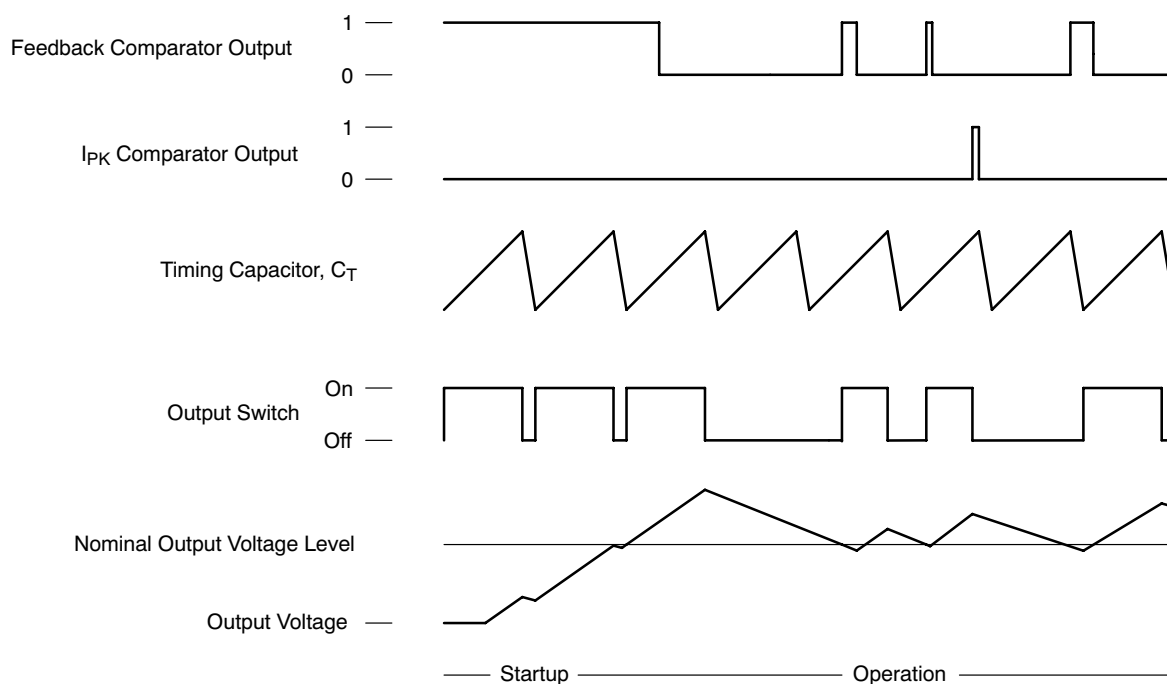 1
Feedback Comparator Output
0
1
IPK Comparator Output
0
Timing Capacitor, CT
On
Output Switch
Off
Nominal Output Voltage Level
Output Voltage
Startup
Operation